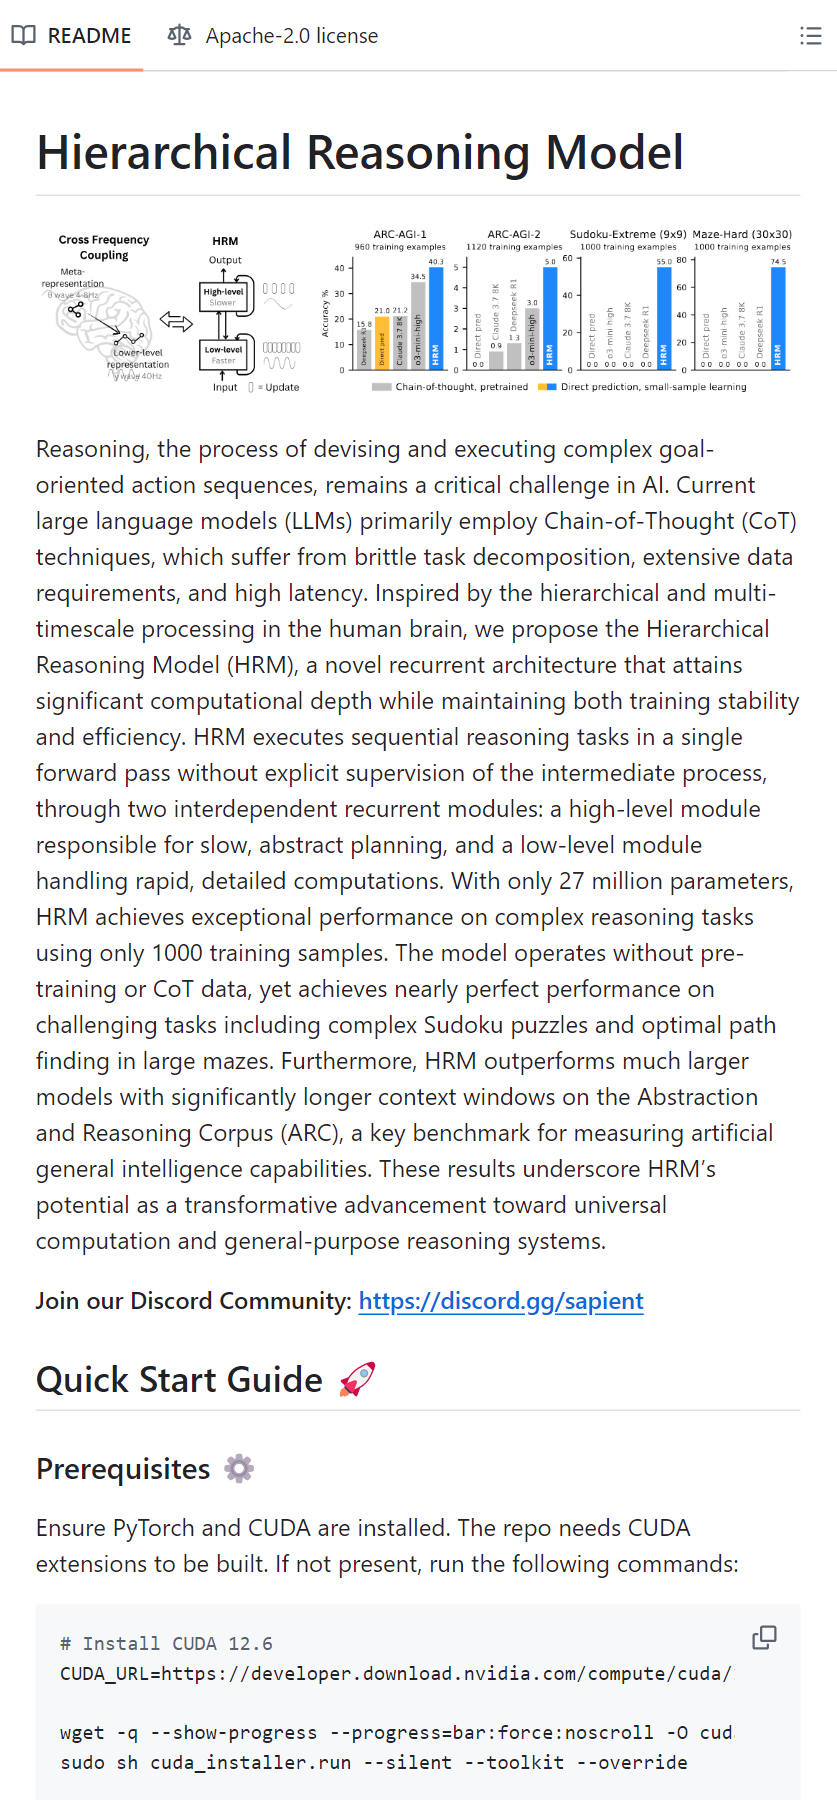 README
Apache-2.0 license
Hierarchical Reasoning Model
Cross Frequency
Coupling
Meta-
representation
θ wave 4-8Hz
Lower-level
representation
γ wave 40Hz
HRM
Output
High-level
Slower
Low-level
Faster
Input
= Update
ARC-AGI-1
960 training examples
Accuracy %
40
30
20
10
0
15.8
21.0
21.2
34.5
40.3
Deepseek R1
Direct pred
Claude 3.7 8K
o3-mini-high
HRM
ARC-AGI-2
1120 training examples
5
4
3
2
1
0
0.0
0.9
1.3
3.0
5.0
Direct pred
Claude 3.7 8K
Deepseek R1
o3-mini-high
HRM
Sudoku-Extreme (9x9)
1000 training examples
60
40
20
0
0.0
0.0
0.0
0.0
55.0
Direct pred
o3-mini-high
Claude 3.7 8K
Deepseek R1
HRM
Maze-Hard (30x30)
1000 training examples
80
60
40
20
0
0.0
0.0
0.0
0.0
74.5
Direct pred
o3-mini-high
Claude 3.7 8K
Deepseek R1
HRM
Chain-of-thought, pretrained
Direct prediction, small-sample learning
Reasoning, the process of devising and executing complex goal-
oriented action sequences, remains a critical challenge in AI. Current
large language models (LLMs) primarily employ Chain-of-Thought (CoT)
techniques, which suffer from brittle task decomposition, extensive data
requirements, and high latency. Inspired by the hierarchical and multi-
timescale processing in the human brain, we propose the Hierarchical
Reasoning Model (HRM), a novel recurrent architecture that attains
significant computational depth while maintaining both training stability
and efficiency. HRM executes sequential reasoning tasks in a single
forward pass without explicit supervision of the intermediate process,
through two interdependent recurrent modules: a high-level module
responsible for slow, abstract planning, and a low-level module
handling rapid, detailed computations. With only 27 million parameters,
HRM achieves exceptional performance on complex reasoning tasks
using only 1000 training samples. The model operates without pre-
training or CoT data, yet achieves nearly perfect performance on
challenging tasks including complex Sudoku puzzles and optimal path
finding in large mazes. Furthermore, HRM outperforms much larger
models with significantly longer context windows on the Abstraction
and Reasoning Corpus (ARC), a key benchmark for measuring artificial
general intelligence capabilities. These results underscore HRM’s
potential as a transformative advancement toward universal
computation and general-purpose reasoning systems.
Join our Discord Community: https://discord.gg/sapient
Quick Start Guide 🚀
Prerequisites ⚙️
Ensure PyTorch and CUDA are installed. The repo needs CUDA
extensions to be built. If not present, run the following commands:
# Install CUDA 12.6
CUDA_URL=https://developer.download.nvidia.com/compute/cuda/
wget -q --show-progress --progress=bar:force:noscroll -O cud
sudo sh cuda_installer.run --silent --toolkit --override